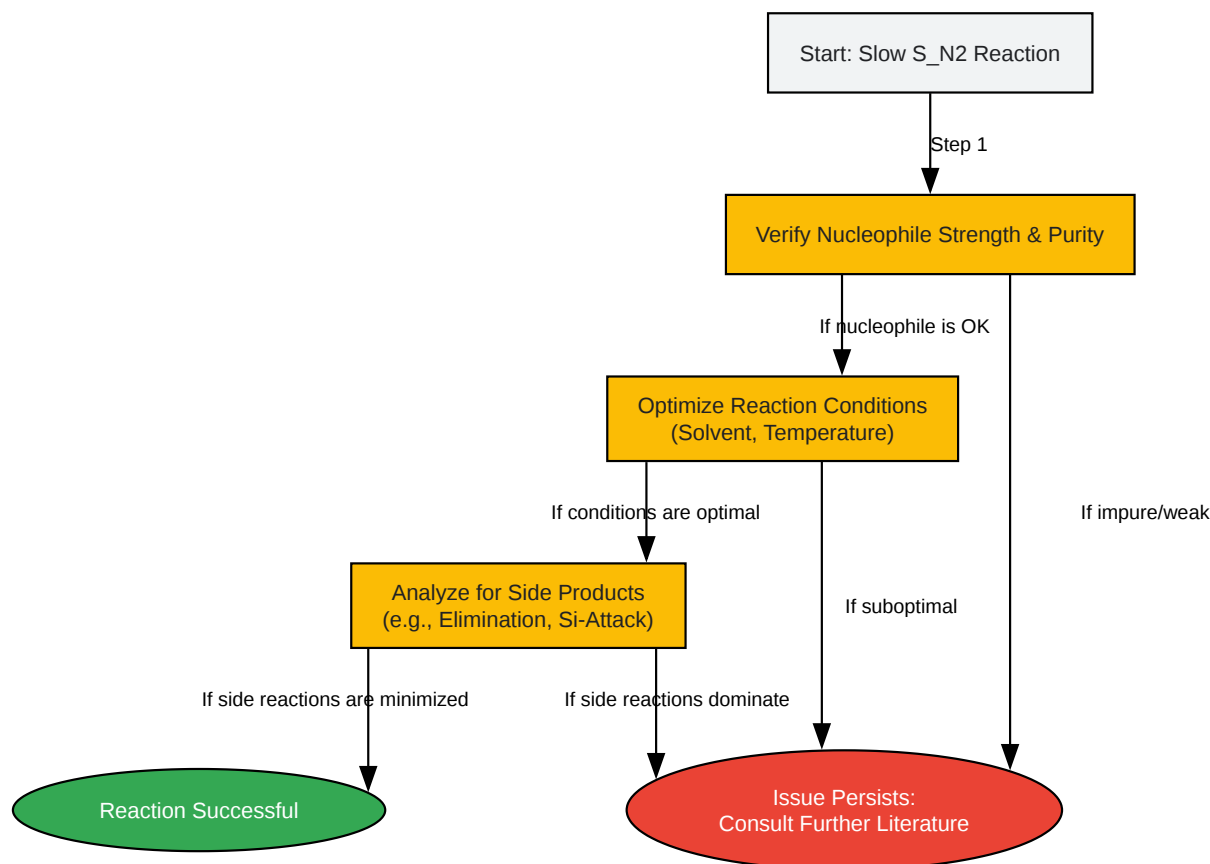 Start: Slow S_N2 Reaction
Step 1
Verify Nucleophile Strength & Purity
If nucleophile is OK
Optimize Reaction Conditions
(Solvent, Temperature)
If conditions are optimal
If impure/weak
Analyze for Side Products
(e.g., Elimination, Si-Attack)
If suboptimal
If side reactions are minimized
If side reactions dominate
Reaction Successful
Issue Persists:
Consult Further Literature